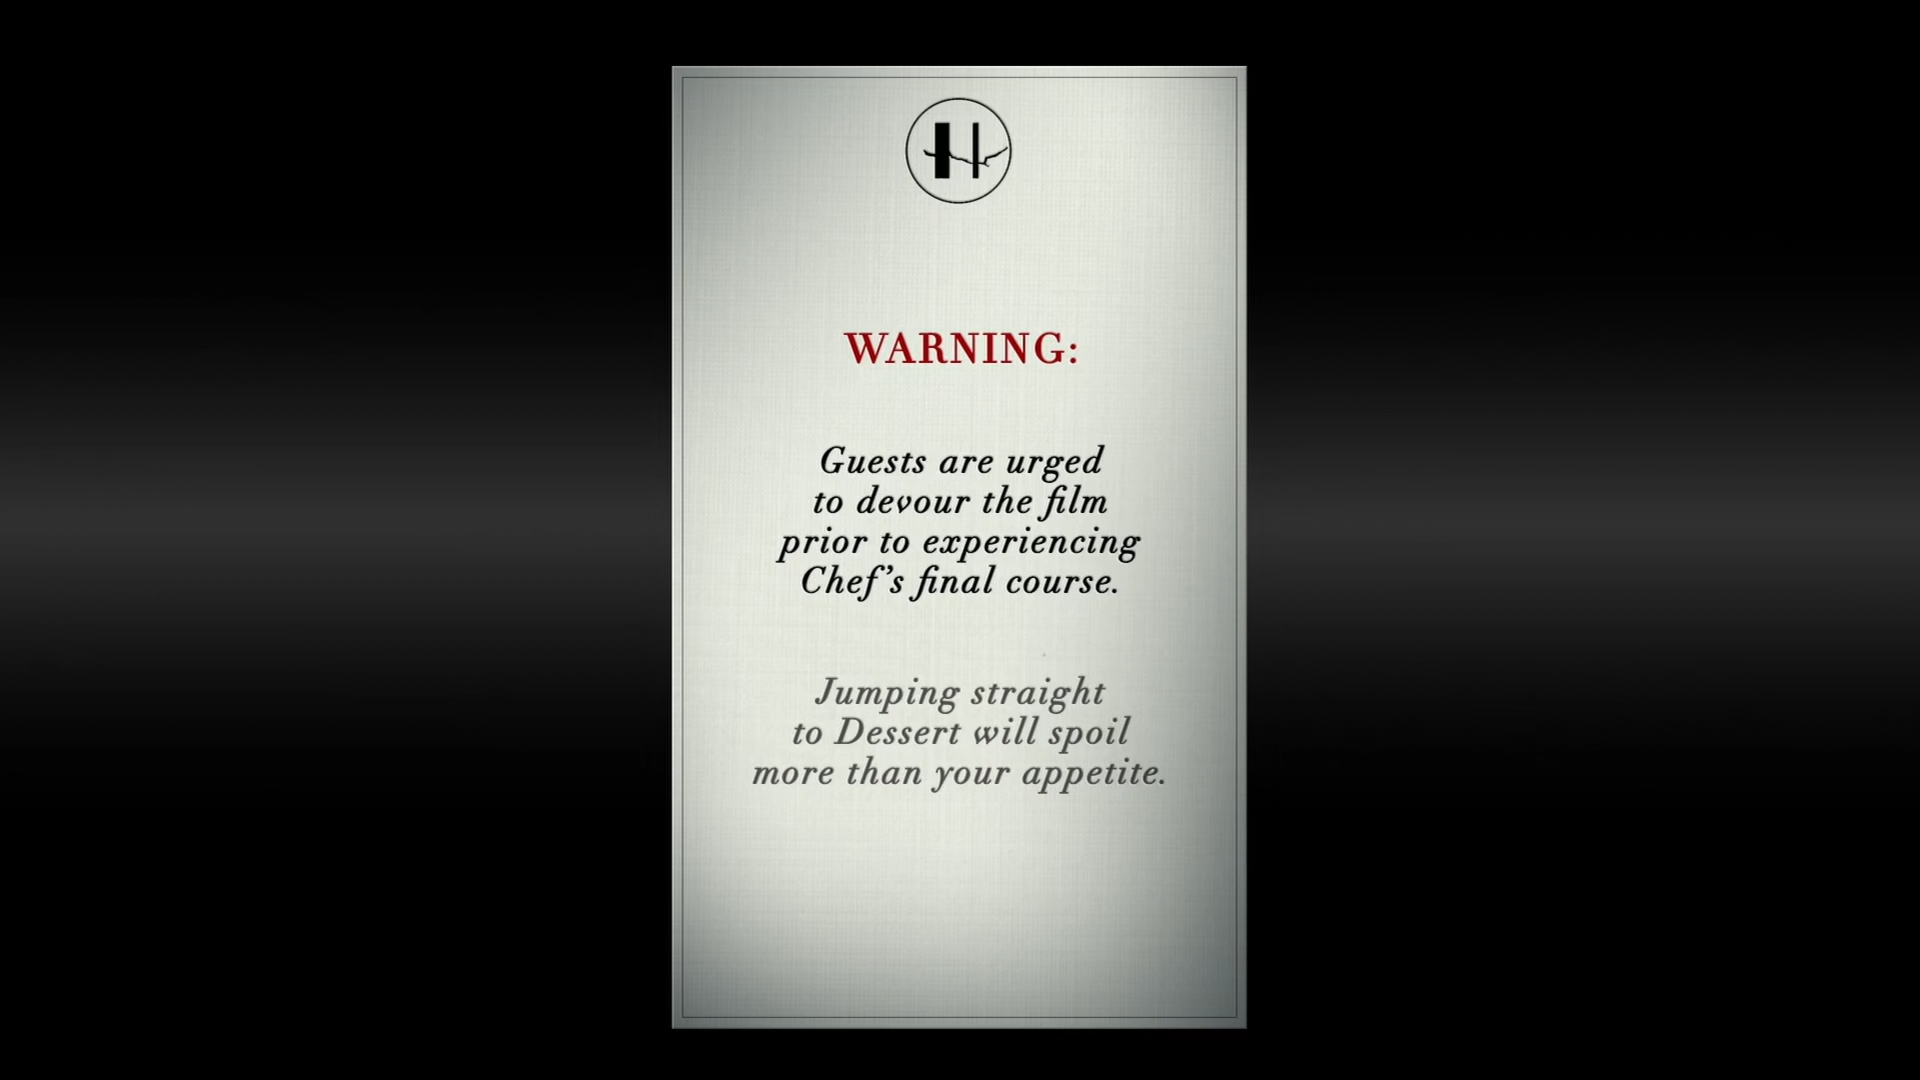 H
WARNING:
Guests are urged
to devour the film
prior to experiencing
Chef’s final course.
Jumping straight
to Dessert will spoil
more than your appetite.